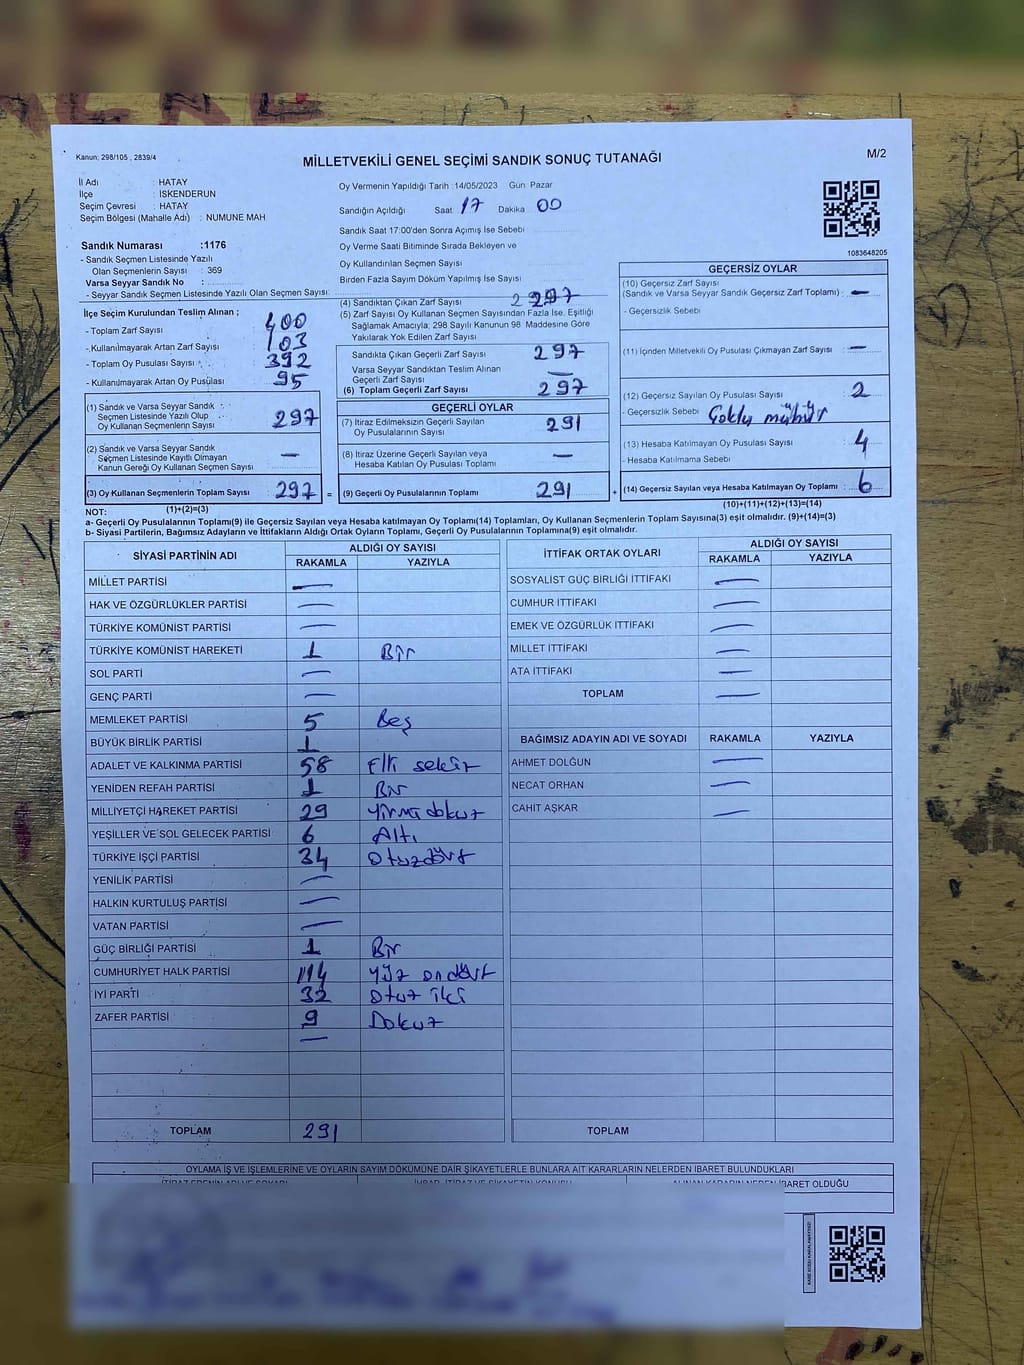 Kanun; 298/105 , 2839/4
MİLLETVEKİLİ GENEL SEÇİMİ SANDIK SONUÇ TUTANAĞI
M/2
İl Adı : HATAY
İlçe : İSKENDERUN
Seçim Çevresi : HATAY
Seçim Bölgesi (Mahalle Adı) : NUMUNE MAH
Oy Vermenin Yapıldığı Tarih :14/05/2023 Gün Pazar
Sandığın Açıldığı Saat 17 Dakika 00
Sandık Saat 17:00'den Sonra Açımış İse Sebebi
Oy Verme Saati Bitiminde Sırada Bekleyen ve
Oy Kullandırılan Seçmen Sayısı
Birden Fazla Sayım Döküm Yapılmış İse Sayısı
Sandık Numarası :1176
- Sandık Seçmen Listesinde Yazılı
Olan Seçmenlerin Sayısı : 369
Varsa Seyyar Sandık No :
- Seyyar Sandık Seçmen Listesinde Yazılı Olan Seçmen Sayısı:
1083648205
İlçe Seçim Kurulundan Teslim Alınan ;
- Toplam Zarf Sayısı : 400
- Kullanılmayarak Artan Zarf Sayısı : 103
- Toplam Oy Pusulası Sayısı : 392
- Kullanılmayarak Artan Oy Pusulası 95
(1) Sandık ve Varsa Seyyar Sandık
Seçmen Listesinde Yazılı Olup
Oy Kullanan Seçmenlerin Sayısı 297
(2) Sandık ve Varsa Seyyar Sandık
Seçmen Listesinde Kayıtlı Olmayan
Kanun Gereği Oy Kullanan Seçmen Sayısı —
(3) Oy Kullanan Seçmenlerin Toplam Sayısı 297 =
(1)+(2)=(3)
(4) Sandıktan Çıkan Zarf Sayısı 2 297
(5) Zarf Sayısı Oy Kullanan Seçmen Sayısından Fazla İse. Eşitliği
Sağlamak Amacıyla; 298 Sayılı Kanunun 98 Maddesine Göre
Yakılarak Yok Edilen Zarf Sayısı
Sandıkta Çıkan Geçerli Zarf Sayısı 297
Varsa Seyyar Sandıktan Teslim Alınan
Geçerli Zarf Sayısı —
(6) Toplam Geçerli Zarf Sayısı 297
GEÇERLİ OYLAR
(7) İtiraz Edilmeksizin Geçerli Sayılan
Oy Pusulalarının Sayısı 291
(8) İtiraz Üzerine Geçerli Sayılan veya
Hesaba Katılan Oy Pusulası Toplamı —
(9) Geçerli Oy Pusulalarının Toplamı 291 +
GEÇERSİZ OYLAR
(10) Geçersiz Zarf Sayısı
(Sandık ve Varsa Seyyar Sandık Geçersiz Zarf Toplamı) : —
- Geçersizlik Sebebi
(11) İçinden Milletvekili Oy Pusulası Çıkmayan Zarf Sayısı : —
(12) Geçersiz Sayılan Oy Pusulası Sayısı : 2
- Geçersizlik Sebebi Çoklu mühür
(13) Hesaba Katılmayan Oy Pusulası Sayısı : 4
- Hesaba Katılmama Sebebi
(14) Geçersiz Sayılan veya Hesaba Katılmayan Oy Toplamı : 6
(10)+(11)+(12)+(13)=(14)
NOT:
a- Geçerli Oy Pusulalarının Toplamı(9) ile Geçersiz Sayılan veya Hesaba katılmayan Oy Toplamı(14) Toplamları, Oy Kullanan Seçmenlerin Toplam Sayısına(3) eşit olmalıdır. (9)+(14)=(3)
b- Siyasi Partilerin, Bağımsız Adayların ve İttifakların Aldığı Ortak Oyların Toplamı, Geçerli Oy Pusulalarının Toplamına(9) eşit olmalıdır.
SİYASİ PARTİNİN ADI ALDIĞI OY SAYISI
RAKAMLA YAZIYLA
MİLLET PARTİSİ —
HAK VE ÖZGÜRLÜKLER PARTİSİ —
TÜRKİYE KOMÜNİST PARTİSİ —
TÜRKİYE KOMÜNİST HAREKETİ 1 Bir
SOL PARTİ —
GENÇ PARTİ —
MEMLEKET PARTİSİ 5 Beş
BÜYÜK BİRLİK PARTİSİ 1
ADALET VE KALKINMA PARTİSİ 58 Elli sekiz
YENİDEN REFAH PARTİSİ 1 Bir
MİLLİYETÇİ HAREKET PARTİSİ 29 Yirmi dokuz
YEŞİLLER VE SOL GELECEK PARTİSİ 6 Altı
TÜRKİYE İŞÇİ PARTİSİ 34 Otuzdört
YENİLİK PARTİSİ —
HALKIN KURTULUŞ PARTİSİ —
VATAN PARTİSİ —
GÜÇ BİRLİĞİ PARTİSİ 1 Bir
CUMHURİYET HALK PARTİSİ 114 Yüz ondört
İYİ PARTİ 32 Otuz iki
ZAFER PARTİSİ 9 Dokuz
—
TOPLAM 291
İTTİFAK ORTAK OYLARI ALDIĞI OY SAYISI
RAKAMLA YAZIYLA
SOSYALİST GÜÇ BİRLİĞİ İTTİFAKI —
CUMHUR İTTİFAKI —
EMEK VE ÖZGÜRLÜK İTTİFAKI —
MİLLET İTTİFAKI —
ATA İTTİFAKI —
TOPLAM —
BAĞIMSIZ ADAYIN ADI VE SOYADI RAKAMLA YAZIYLA
AHMET DOLĞUN —
NECAT ORHAN —
CAHİT AŞKAR —
TOPLAM
OYLAMA İŞ VE İŞLEMLERİNE VE OYLARIN SAYIM DÖKÜMÜNE DAİR ŞİKAYETLERLE BUNLARA AİT KARARLARIN NELERDEN İBARET BULUNDUKLARI
İTİRAZ EDENİN ADI VE SOYADI İHBAR, İTİRAZ VE ŞİKAYETİN KONUSU ALINAN KARARIN NEDEN İBARET OLDUĞU